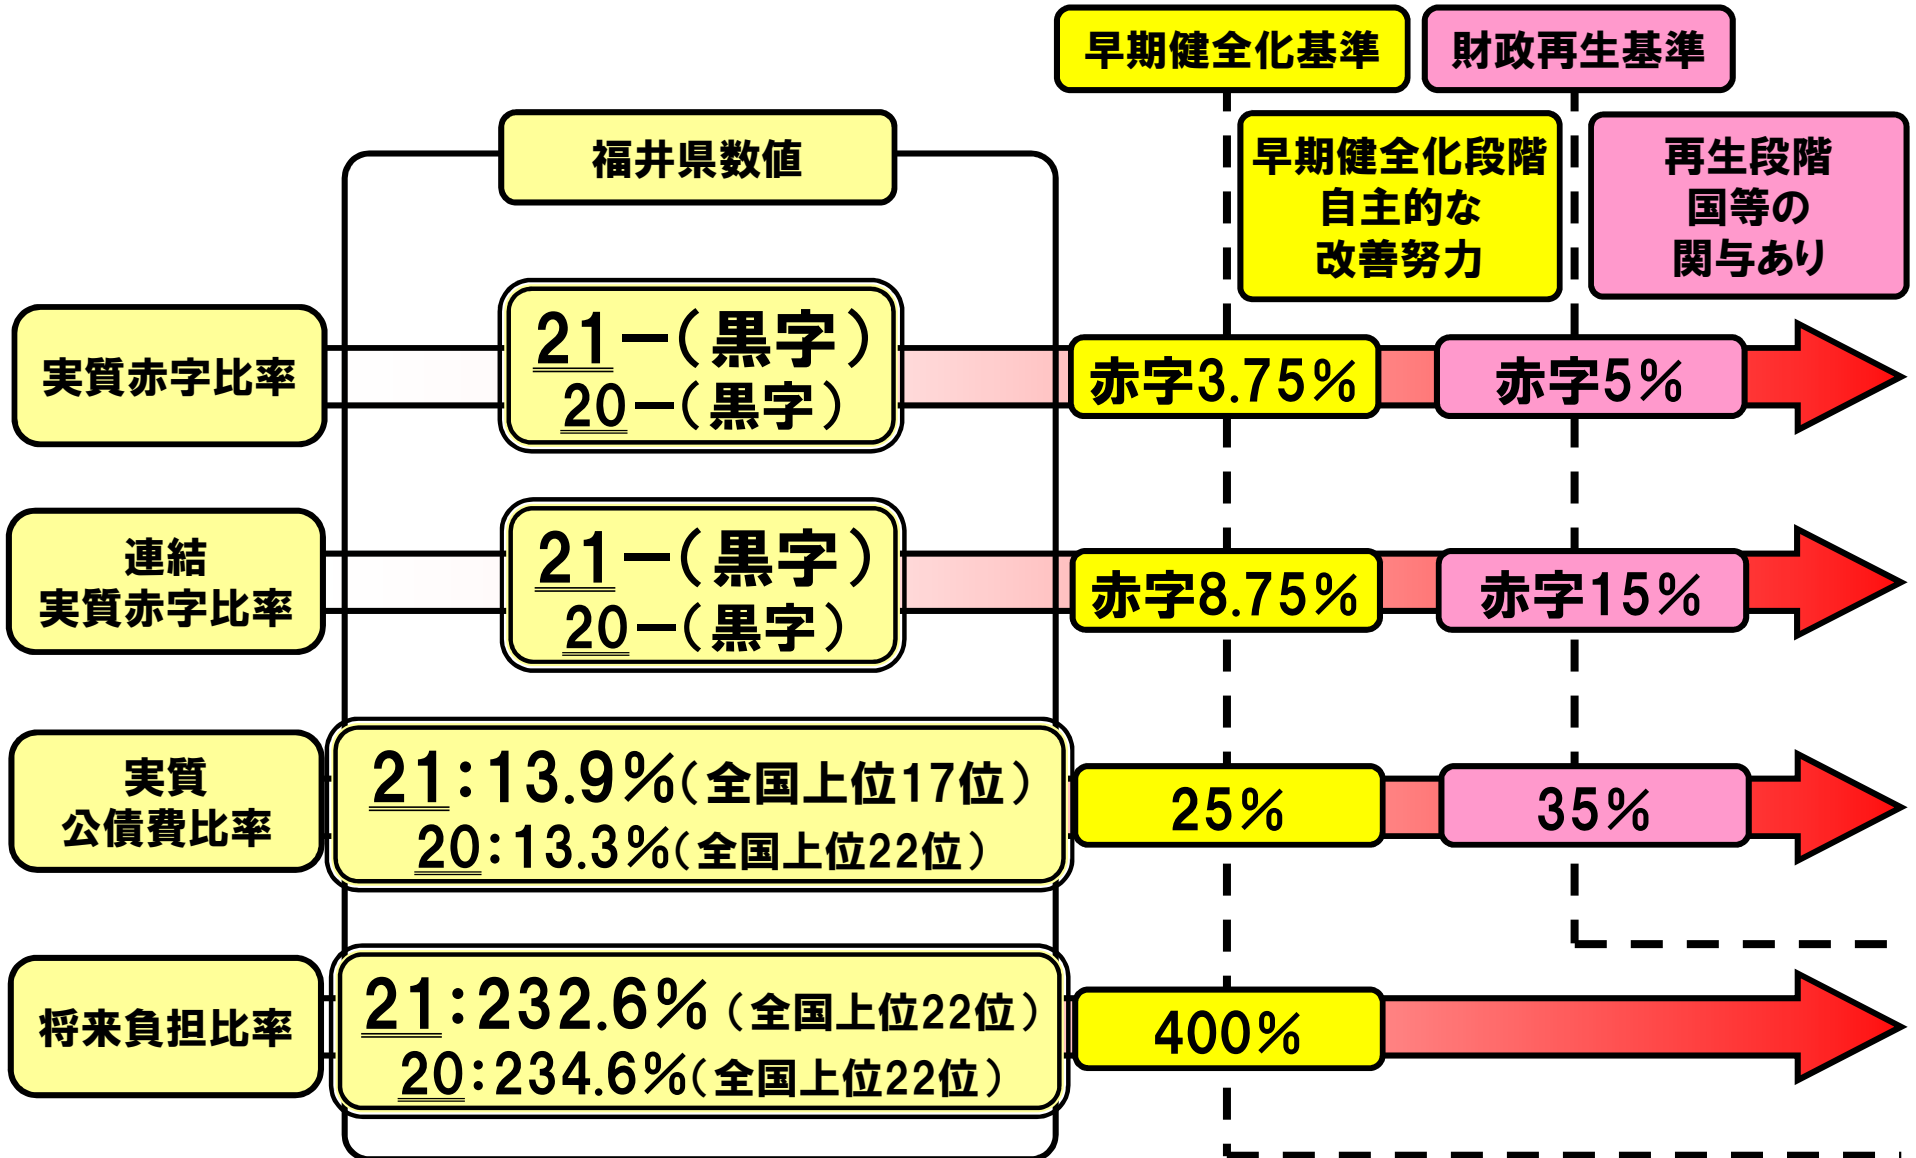 早期健全化基準
財政再生基準
福井県数値
早期健全化段階
自主的な
改善努力
再生段階
国等の
関与あり
実質赤字比率
21－（黒字）
20－（黒字）
赤字3.75％
赤字5％
連結
実質赤字比率
21－（黒字）
20－（黒字）
赤字8.75％
赤字15％
実質
公債費比率
21：13.9％（全国上位17位）
20：13.3％（全国上位22位）
25％
35％
将来負担比率
21：232.6％（全国上位22位）
20：234.6％（全国上位22位）
400％